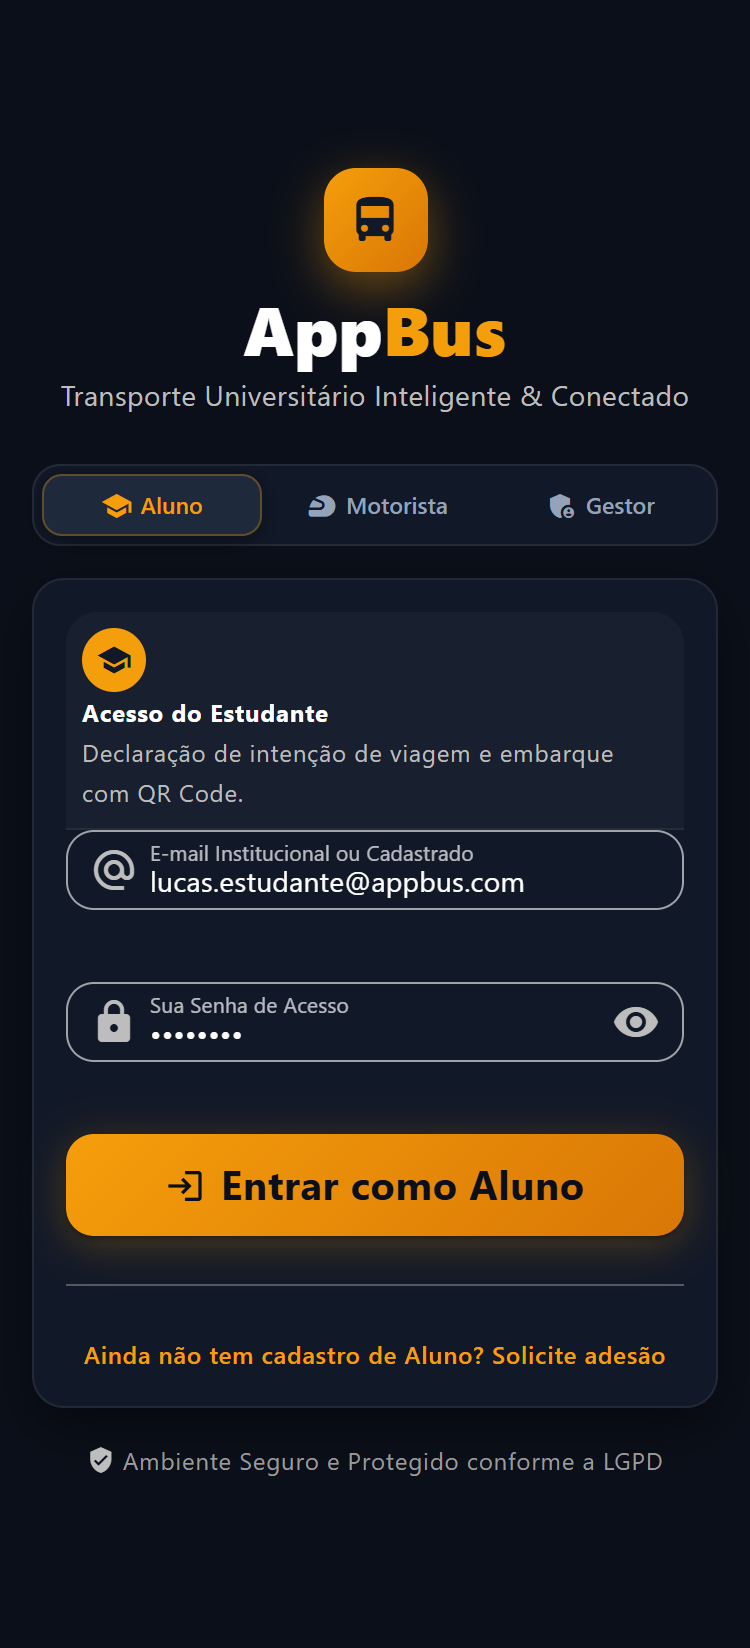 AppBus
Transporte Universitário Inteligente & Conectado
Aluno
Motorista
Gestor
Acesso do Estudante
Declaração de intenção de viagem e embarque
com QR Code.
E-mail Institucional ou Cadastrado
lucas.estudante@appbus.com
Sua Senha de Acesso
••••••••
Entrar como Aluno
Ainda não tem cadastro de Aluno? Solicite adesão
Ambiente Seguro e Protegido conforme a LGPD